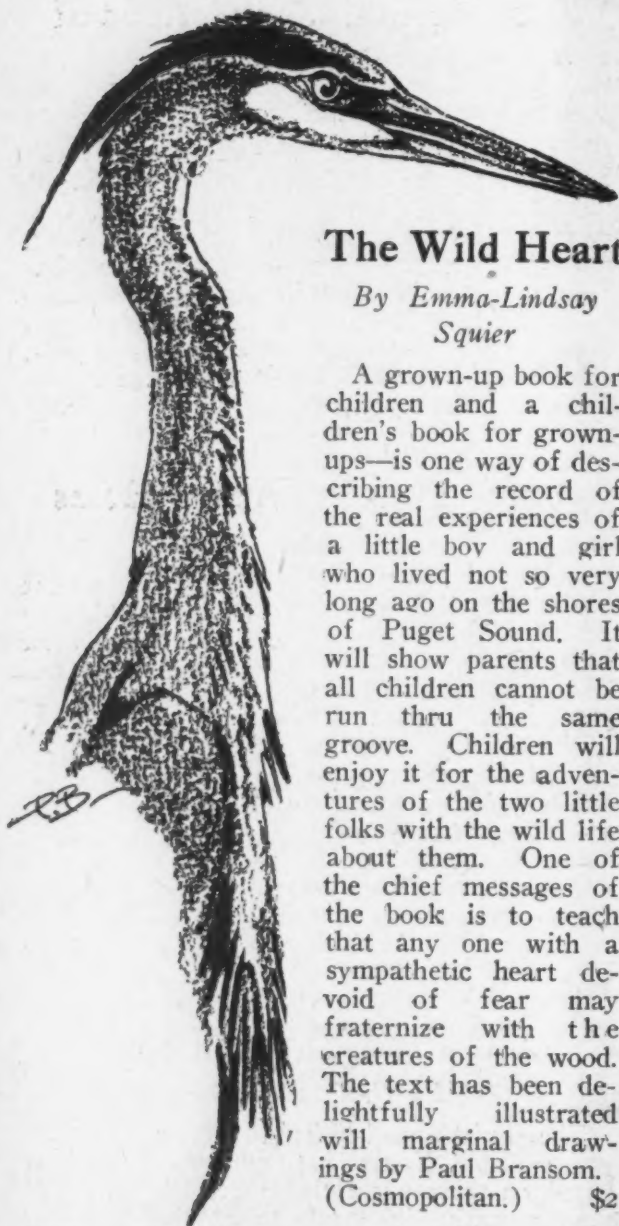 The Wild Heart
By Emma-Lindsay
Squier
A grown-up book for
children and a chil-
dren's book for grown-
ups—is one way of des-
cribing the record of
the real experiences of
a little boy and girl
who lived not so very
long ago on the shores
of Puget Sound. It
will show parents that
all children cannot be
run thru the same
groove. Children will
enjoy it for the adven-
tures of the two little
folks with the wild life
about them. One of
the chief messages of
the book is to teach
that any one with a
sympathetic heart de-
void of fear may
fraternize with the
creatures of the wood.
The text has been de-
lightfully illustrated
will marginal draw-
ings by Paul Bransom.
(Cosmopolitan.) $2
P.B